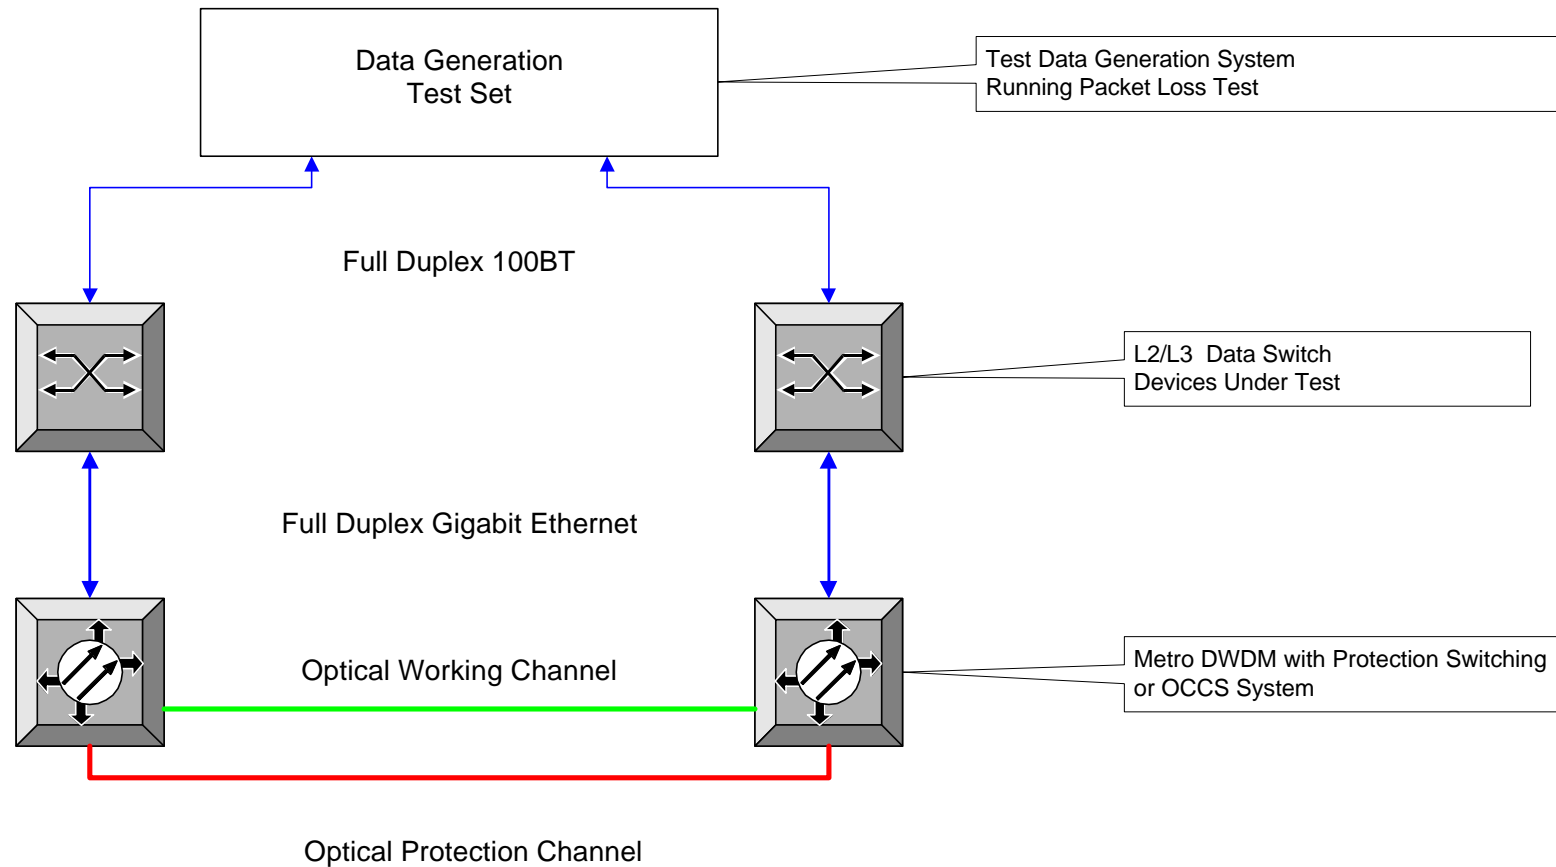 Data Generation
Test Set
Test Data Generation System
Running Packet Loss Test
Full Duplex 100BT
L2/L3  Data Switch
Devices Under Test
Full Duplex Gigabit Ethernet
Optical Working Channel
Metro DWDM with Protection Switching
or OCCS System
Optical Protection Channel